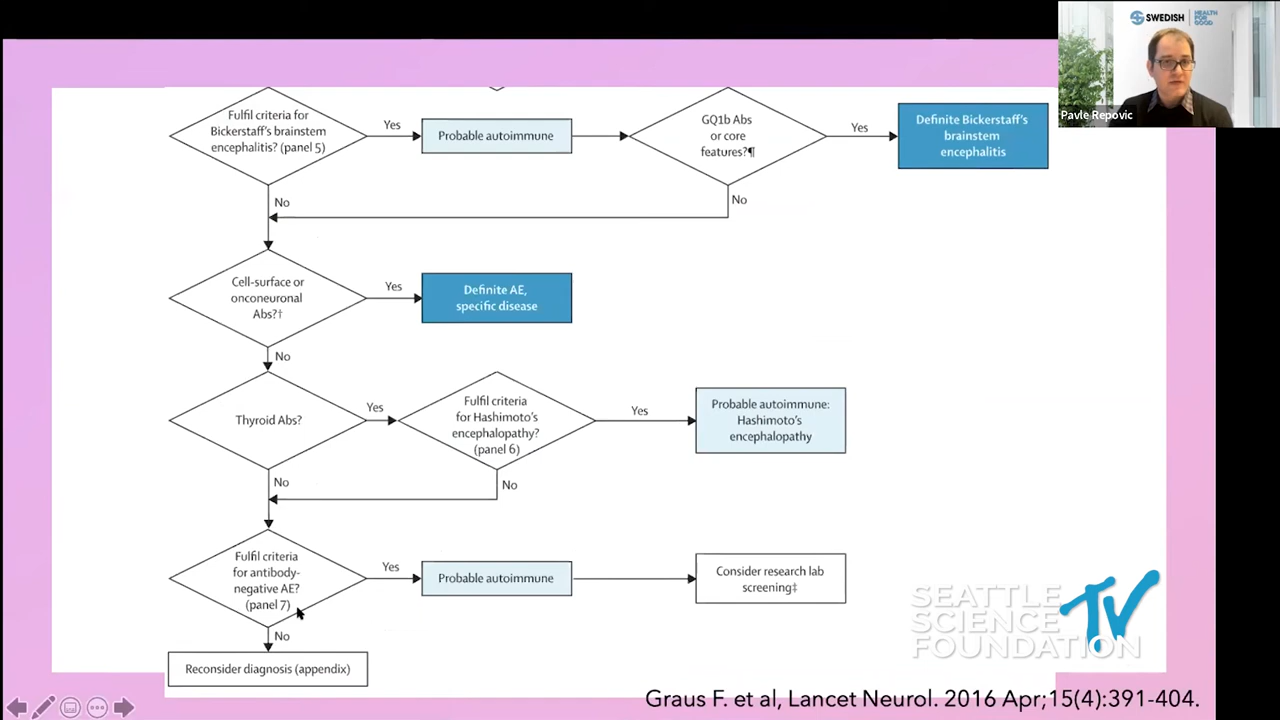 SWEDISH
HEALTH
FOR
GOOD
Pavle Repovic
Fulfil criteria for
Bickerstaff's brainstem
encephalitis? (panel 5)
Yes
Probable autoimmune
GQ1b Abs
or core
features?¶
Yes
Definite Bickerstaff's
brainstem
encephalitis
No
No
Cell-surface or
onconeuronal
Abs?†
Yes
Definite AE,
specific disease
No
Thyroid Abs?
Yes
Fulfil criteria
for Hashimoto's
encephalopathy?
(panel 6)
Yes
Probable autoimmune:
Hashimoto's
encephalopathy
No
No
Fulfil criteria
for antibody-
negative AE?
(panel 7)
Yes
Probable autoimmune
Consider research lab
screening‡
No
Reconsider diagnosis (appendix)
SEATTLE
SCIENCE
FOUNDATION
TV
Graus F. et al, Lancet Neurol. 2016 Apr;15(4):391-404.